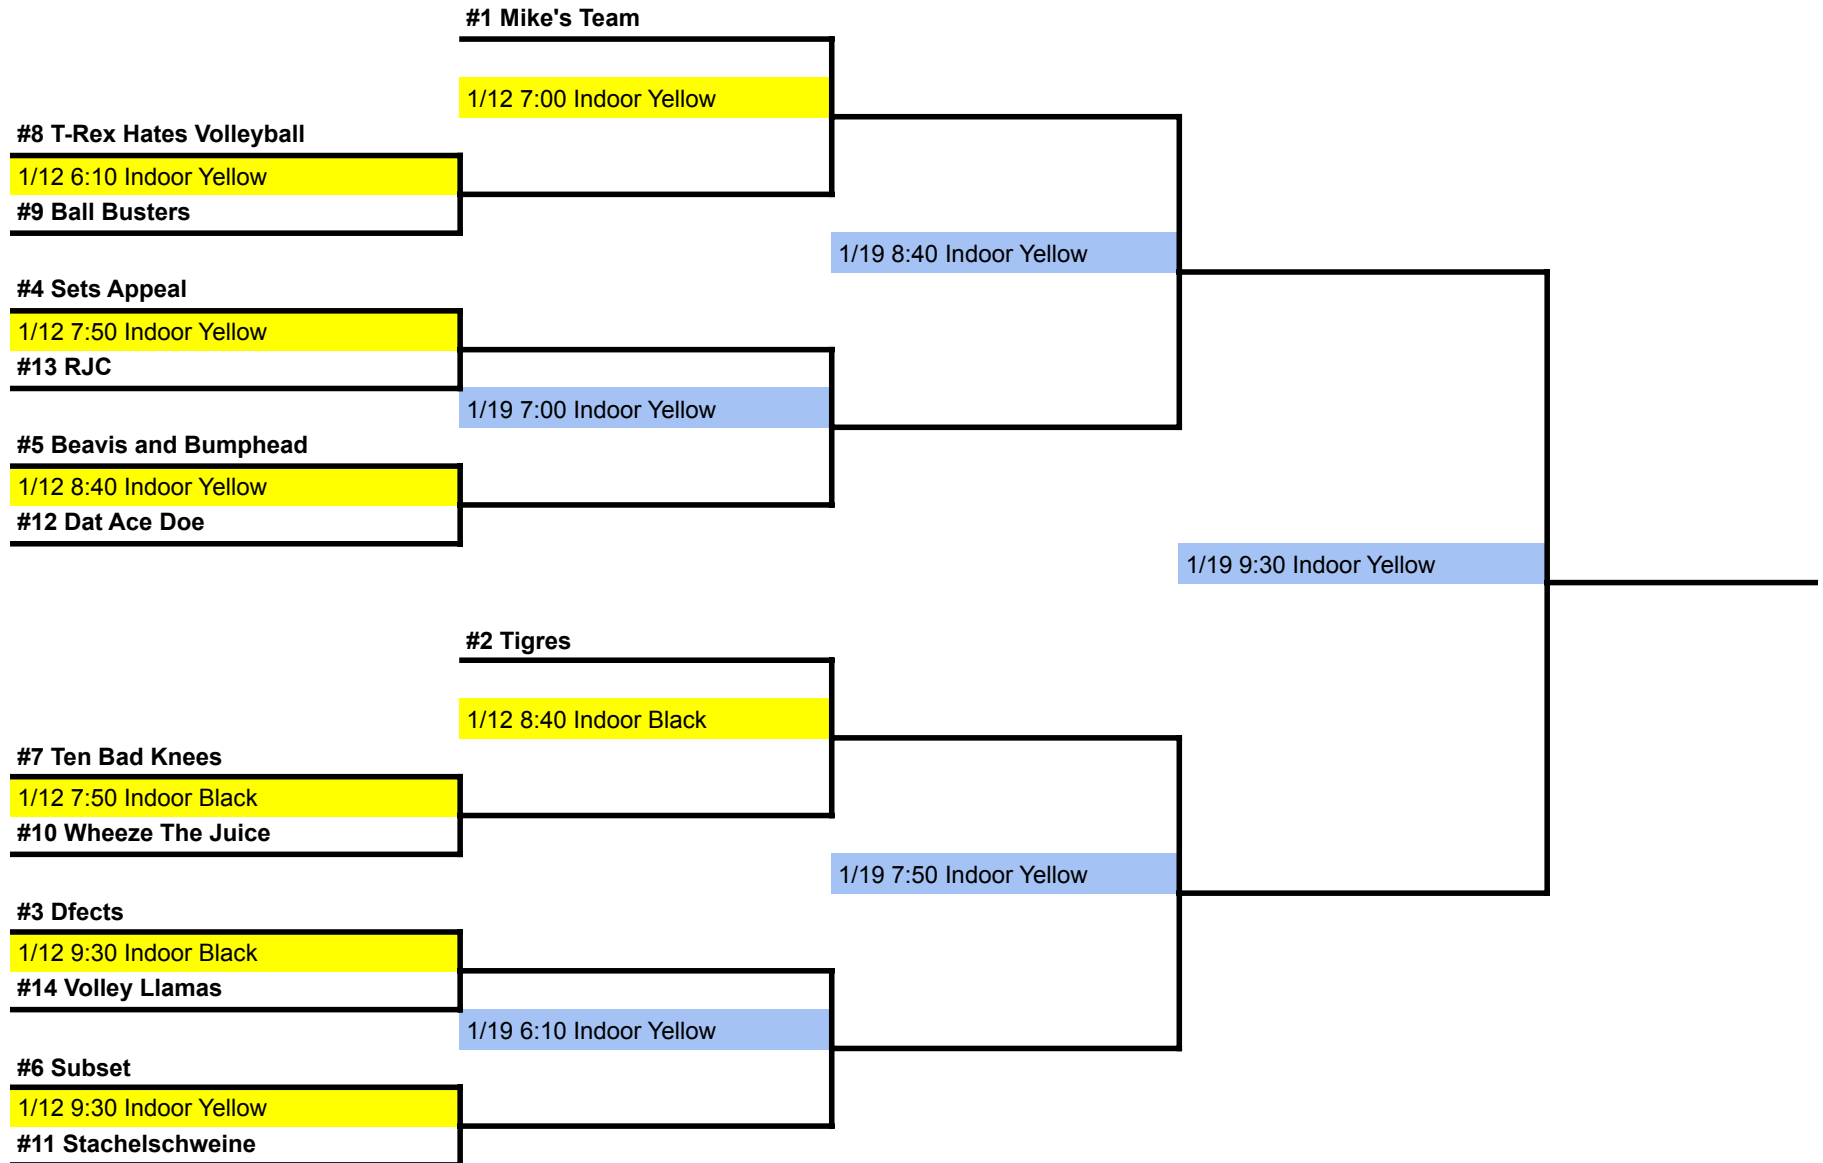 #1 Mike's Team
1/12 7:00 Indoor Yellow
#8 T-Rex Hates Volleyball
1/12 6:10 Indoor Yellow
#9 Ball Busters
1/19 8:40 Indoor Yellow
#4 Sets Appeal
1/12 7:50 Indoor Yellow
#13 RJC
1/19 7:00 Indoor Yellow
#5 Beavis and Bumphead
1/12 8:40 Indoor Yellow
#12 Dat Ace Doe
1/19 9:30 Indoor Yellow
#2 Tigres
1/12 8:40 Indoor Black
#7 Ten Bad Knees
1/12 7:50 Indoor Black
#10 Wheeze The Juice
1/19 7:50 Indoor Yellow
#3 Dfects
1/12 9:30 Indoor Black
#14 Volley Llamas
1/19 6:10 Indoor Yellow
#6 Subset
1/12 9:30 Indoor Yellow
#11 Stachelschweine